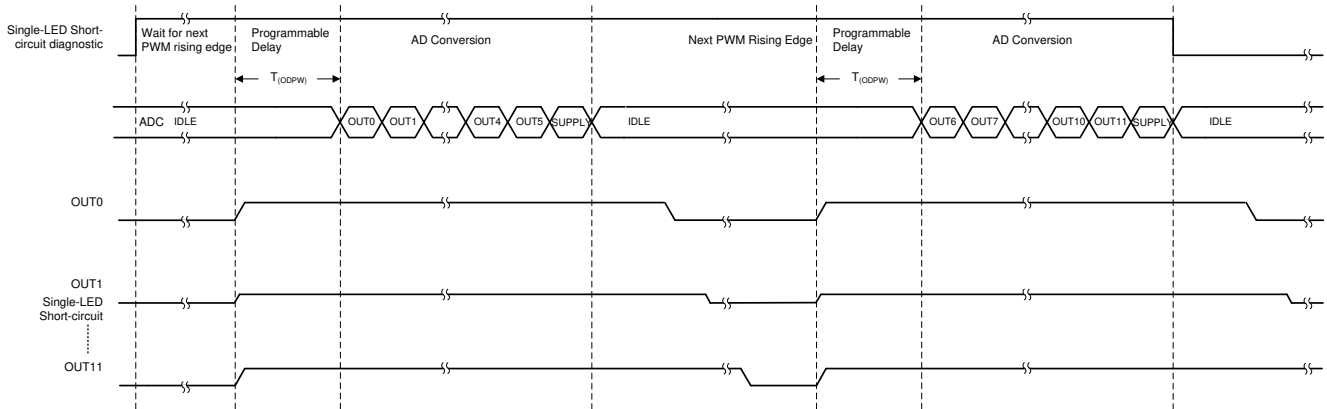 Single-LED Short-
circuit diagnostic
Wait for next
PWM rising edge
Programmable
Delay
AD Conversion
Next PWM Rising Edge
Programmable
Delay
AD Conversion
T(ODPW)
T(ODPW)
ADC IDLE
OUT0
OUT1
OUT4
OUT5
SUPPLY
IDLE
OUT6
OUT7
OUT10
OUT11
SUPPLY
IDLE
OUT0
OUT1
Single-LED
Short-circuit
OUT11